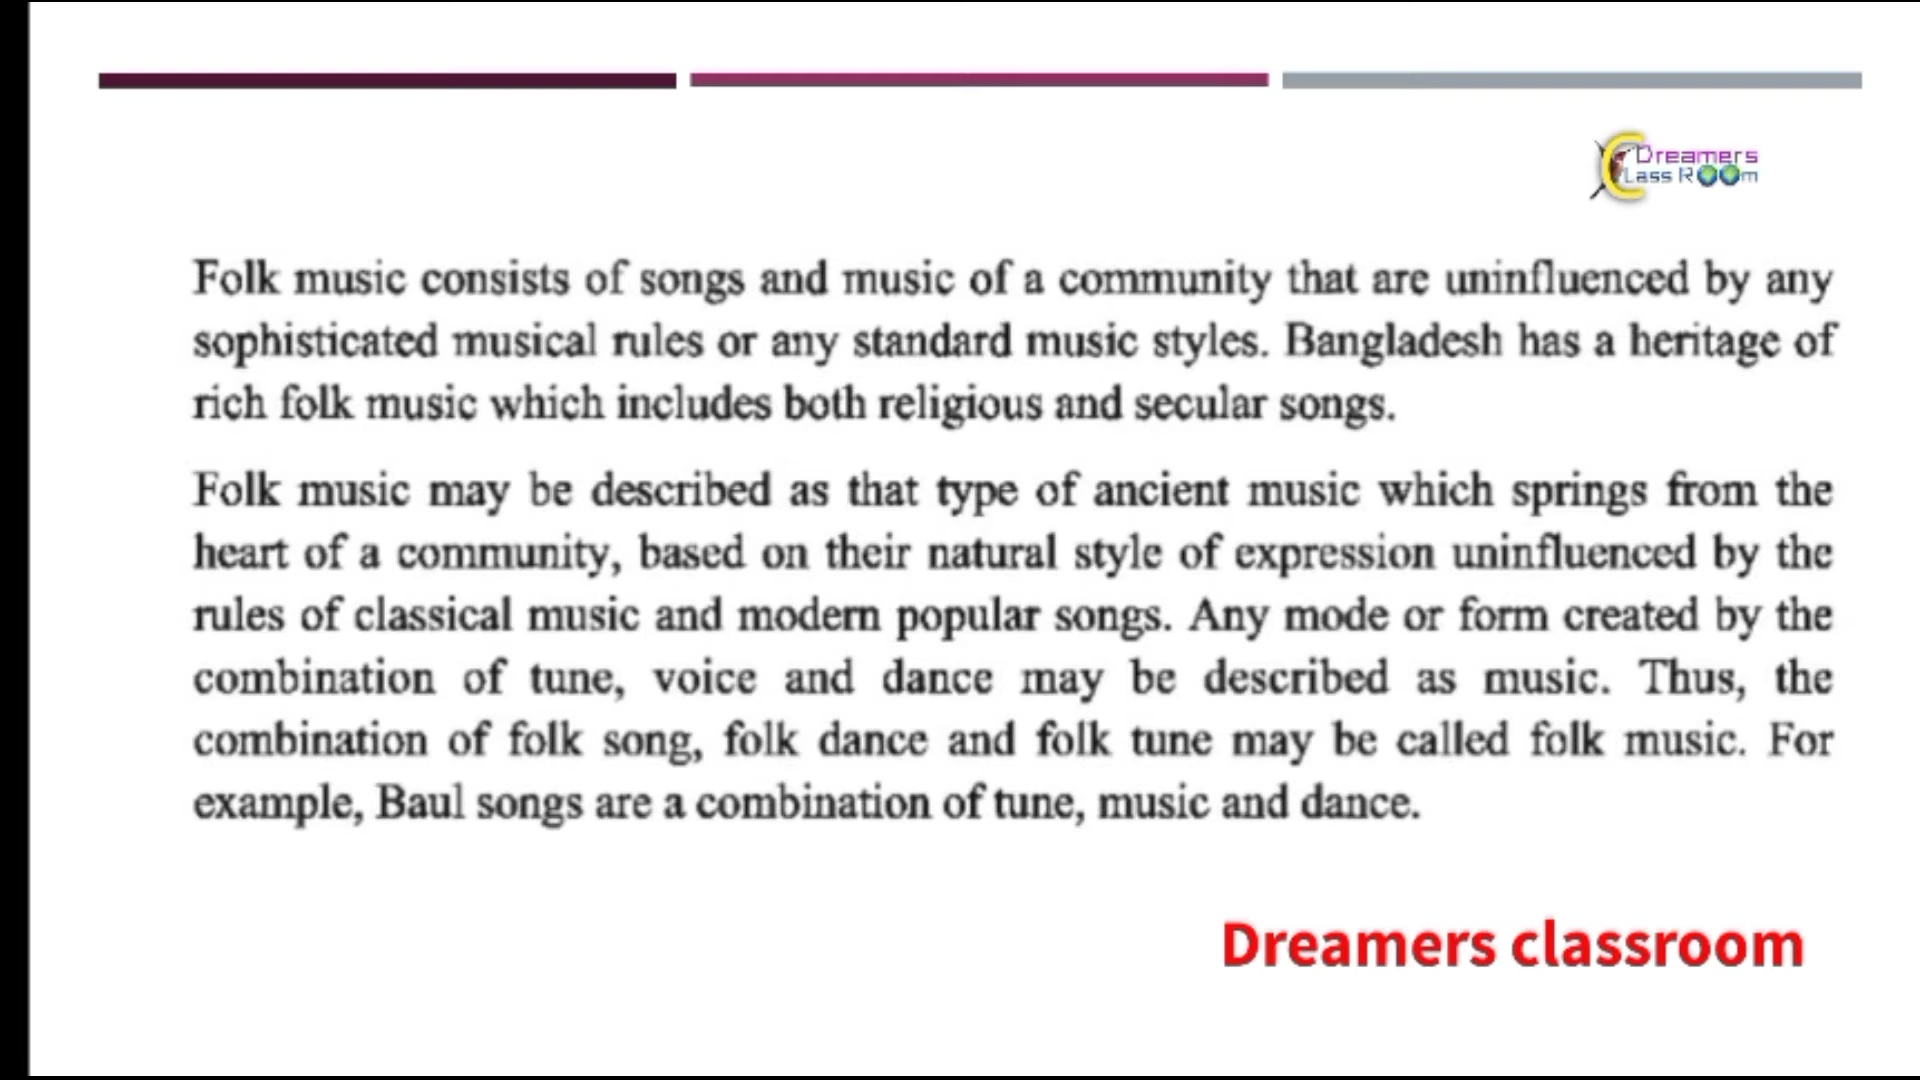 Dreamers
Lass ROOm
Folk music consists of songs and music of a community that are uninfluenced by any
sophisticated musical rules or any standard music styles. Bangladesh has a heritage of
rich folk music which includes both religious and secular songs.
Folk music may be described as that type of ancient music which springs from the
heart of a community, based on their natural style of expression uninfluenced by the
rules of classical music and modern popular songs. Any mode or form created by the
combination of tune, voice and dance may be described as music. Thus, the
combination of folk song, folk dance and folk tune may be called folk music. For
example, Baul songs are a combination of tune, music and dance.
Dreamers classroom